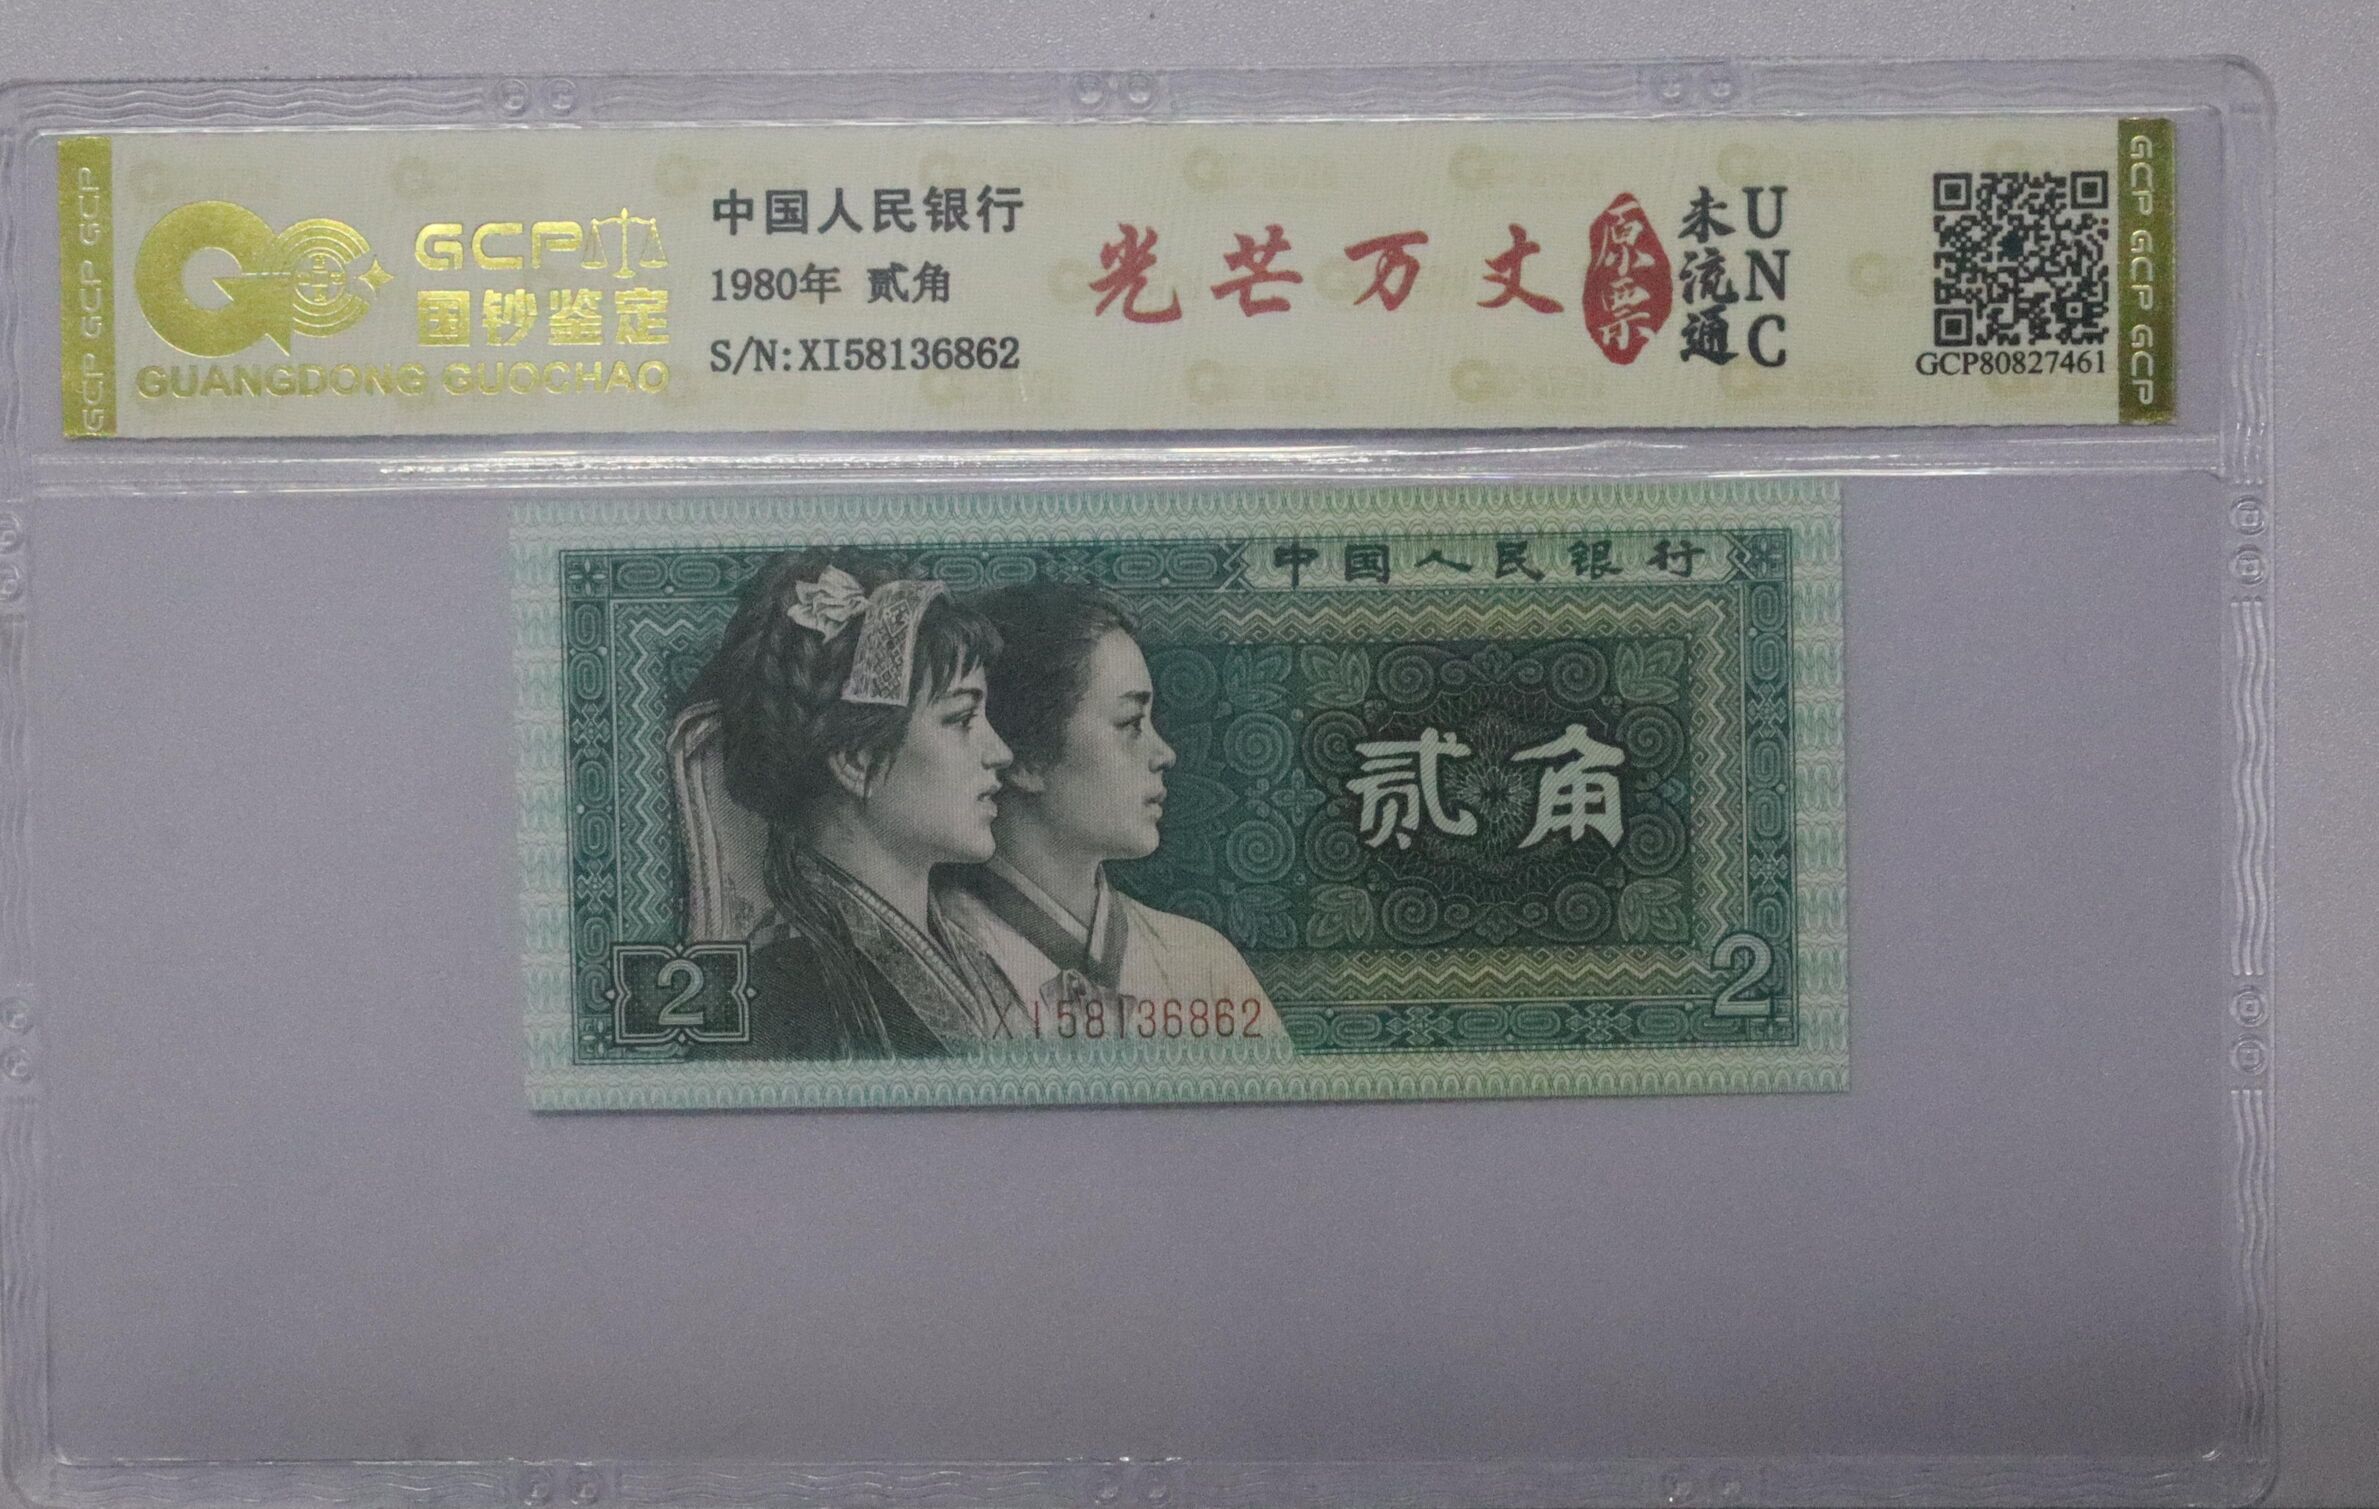 GCP GCP GCP
GCP
国钞鉴定
GUANGDONG GUOCHAO
中国人民银行
1980年 贰角
S/N:XI58136862
光芒万丈
原票
未流通
UNC
GCP80827461
GCP GCP GCP
中国人民银行
贰角
2
XI58136862
2